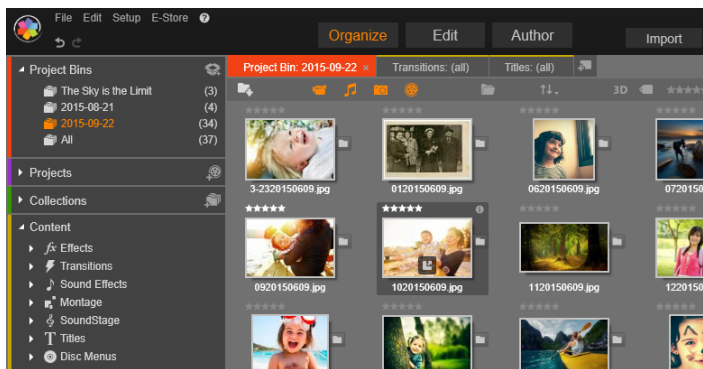 File Edit Setup E-Store ?
Organize Edit Author Import
Project Bins
The Sky is the Limit (3)
2015-08-21 (4)
2015-09-22 (34)
All (37)
Projects
Collections
Content
fx Effects
Transitions
Sound Effects
Montage
SoundStage
T Titles
Disc Menus
Project Bin: 2015-09-22 × Transitions: (all) Titles: (all)
3D
3-2320150609.jpg 0120150609.jpg 0620150609.jpg 0720150
0920150609.jpg 1020150609.jpg 1120150609.jpg 1220150